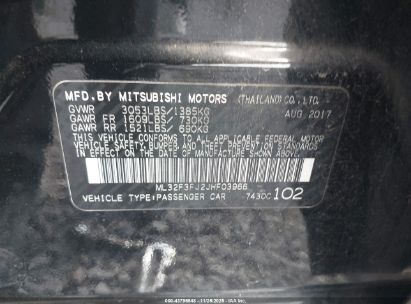 MFD.BY MITSUBISHI MOTORS (THAILAND) CO., LTD.
GVWR 3053LBS/1385KG AUG.2017
GAWR FR 1609LBS/ 730KG
GAWR RR 1521LBS/ 690KG
THIS VEHICLE CONFORMS TO ALL APPLICABLE
FEDERAL MOTOR VEHICLE SAFETY, BUMPER, AND
THEFT PREVENTION STANDARDS IN EFFECT ON
THE DATE OF MANUFACTURE SHOWN ABOVE.
ML32F3FJ2JHF03966
VEHICLE TYPE:PASSENGER CAR 7430C 102